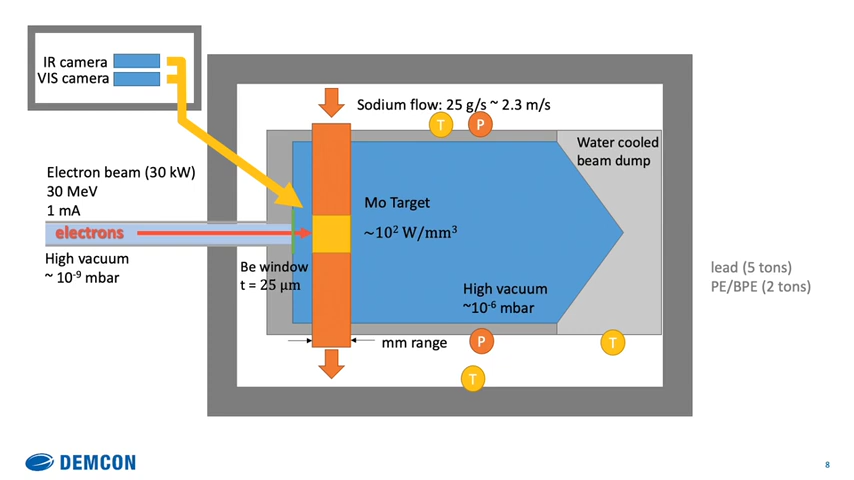 IR camera
VIS camera
Sodium flow: 25 g/s ~ 2.3 m/s
T
P
Water cooled
beam dump
Electron beam (30 kW)
30 MeV
1 mA
Mo Target
~10² W/mm³
electrons
High vacuum
~ 10⁻⁹ mbar
Be window
t = 25 μm
High vacuum
~10⁻⁶ mbar
lead (5 tons)
PE/BPE (2 tons)
mm range
P
T
T
DEMCON
8